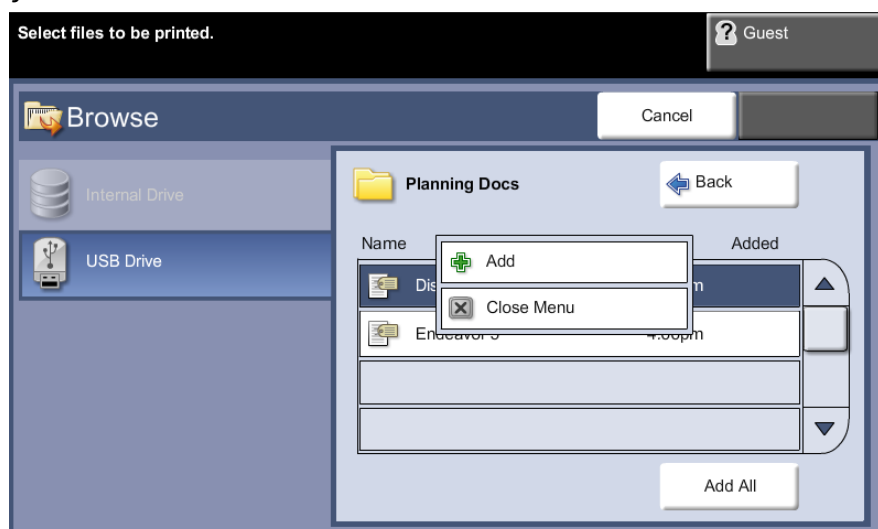 Select files to be printed.
Guest
Browse
Cancel
Internal Drive
Planning Docs
Back
USB Drive
Name
Added
Add
Close Menu
Add All